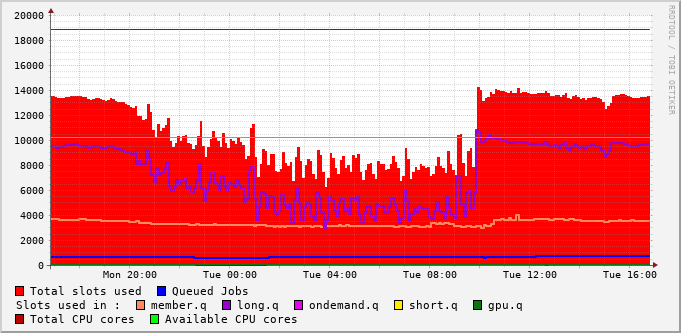 20000
18000
16000
14000
12000
10000
8000
6000
4000
2000
0
Mon 20:00 Tue 00:00 Tue 04:00 Tue 08:00 Tue 12:00 Tue 16:00
RRDTOOL / TOBI OETIKER
Total slots used Queued Jobs
Slots used in : member.q long.q ondemand.q short.q gpu.q
Total CPU cores Available CPU cores